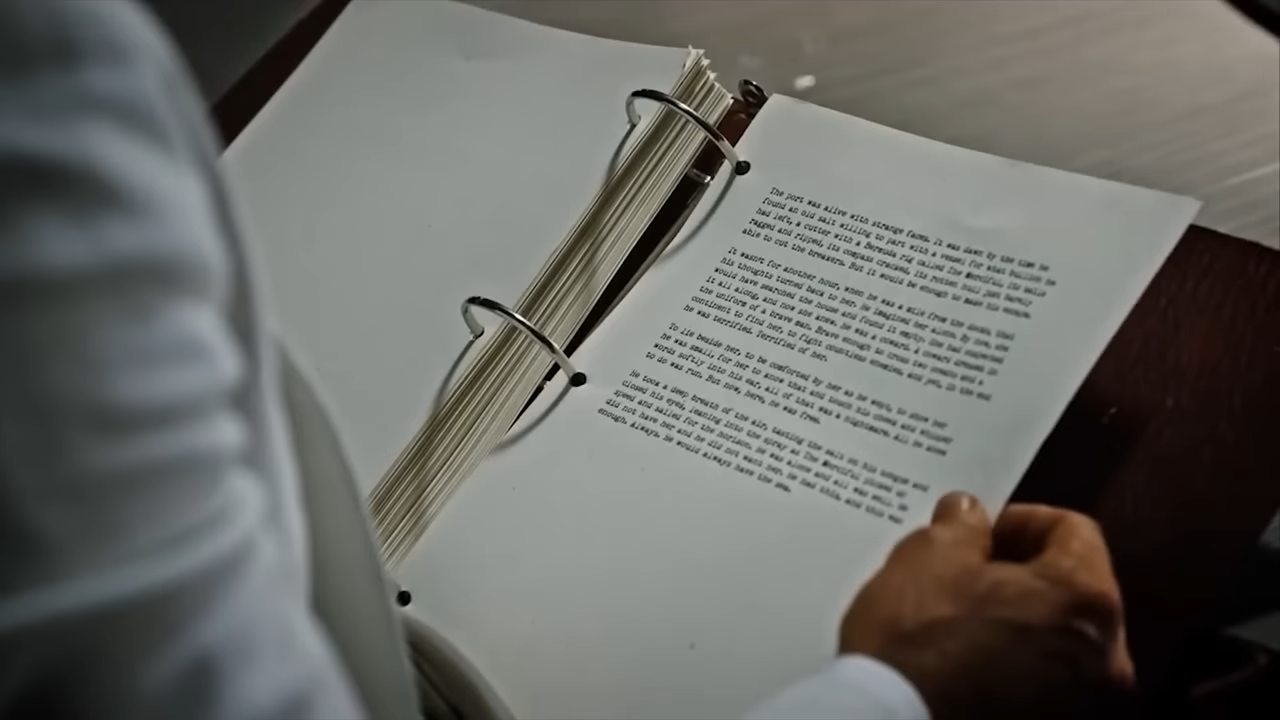 The port was alive with strange faces. It was dawn by the time he
found an old salt willing to part with a vessel for what bullion he
had left, a cutter with a Bermuda rig called The Merciful, its sails
ragged and ripped, its compass cracked, its rotten hull just barely
able to cut the breakers. But it would be enough to make his escape.
It wasn't for another hour, when he was a mile from the docks, that
his thoughts turned back to her. He imagined her alone. By now, she
would have searched the house and found it empty. She had suspected
it all along, and now she knew. He was a coward. A coward dressed in
the uniform of a brave man. Brave enough to cross two oceans and a
continent to find her, to fight countless enemies, and yet, in the end
he was terrified. Terrified of her.
To lie beside her, to be comforted by her as he wept, to show her
he was small, for her to know that and touch his cheek and whisper
words softly into his ear, all of that was a nightmare. All he knew
to do was run. But now, here, he was free.
He took a deep breath of the air, tasting the salt on his tongue and
closed his eyes, leaning into the spray as The Merciful picked up
speed and sailed for the horizon. He was alone and all was well. He
did not have her and he did not want her. He had this, and this was
enough. Always. He would always have the sea.